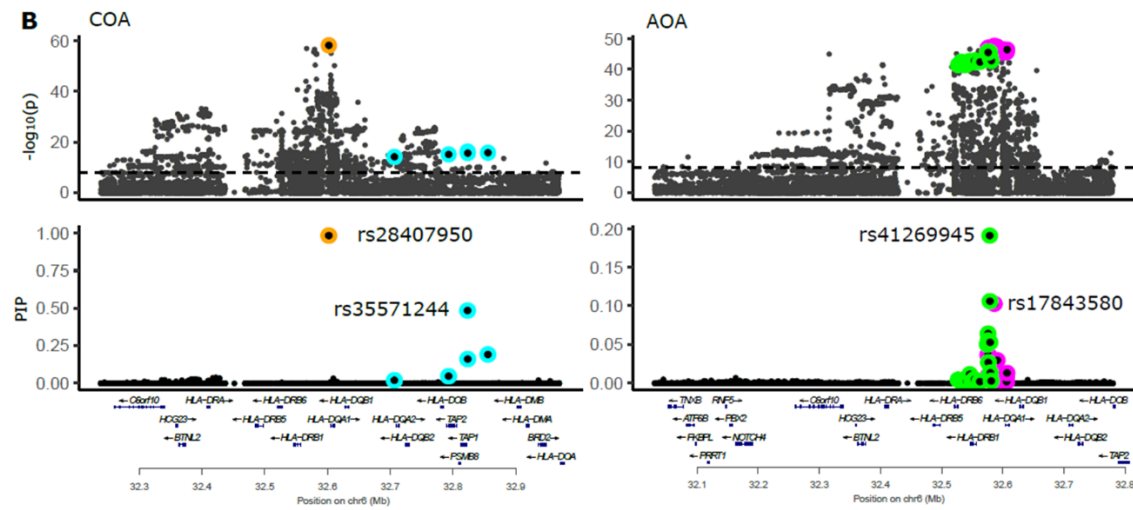 B
COA
AOA
60
40
20
0
-log10(p)
50
40
30
20
10
0
1.00
0.75
0.50
0.25
0.00
PIP
rs28407950
rs35571244
0.20
0.15
0.10
0.05
0.00
rs41269945
rs17843580
←C6orf10 HLA-DRA→ ←HLA-DRB6 ←HLA-DQB1 ←HLA-DOB ←HLA-DMB
HCG23→ ←HLA-DRB5 HLA-DQA1→ HLA-DQA2→ ←TAP2 ←HLA-DMA
←BTNL2 ←HLA-DRB1 ←HLA-DQB2 ←TAP1 BRD2→
←PSMB8 ←HLA-DOA
32.3 32.4 32.5 32.6 32.7 32.8 32.9
Position on chr6 (Mb)
←TNXB RNF5→ ←C6orf10 HLA-DRA→ ←HLA-DRB6 ←HLA-DQB1 ←HLA-DOB
←ATF6B ←PBX2 HCG23→ ←HLA-DRB5 HLA-DQA1→ HLA-DQA2→
←FKBPL ←NOTCH4 ←BTNL2 ←HLA-DRB1 ←HLA-DQB2
←PRRT1 TAP2
32.1 32.2 32.3 32.4 32.5 32.6 32.7 32.8
Position on chr6 (Mb)